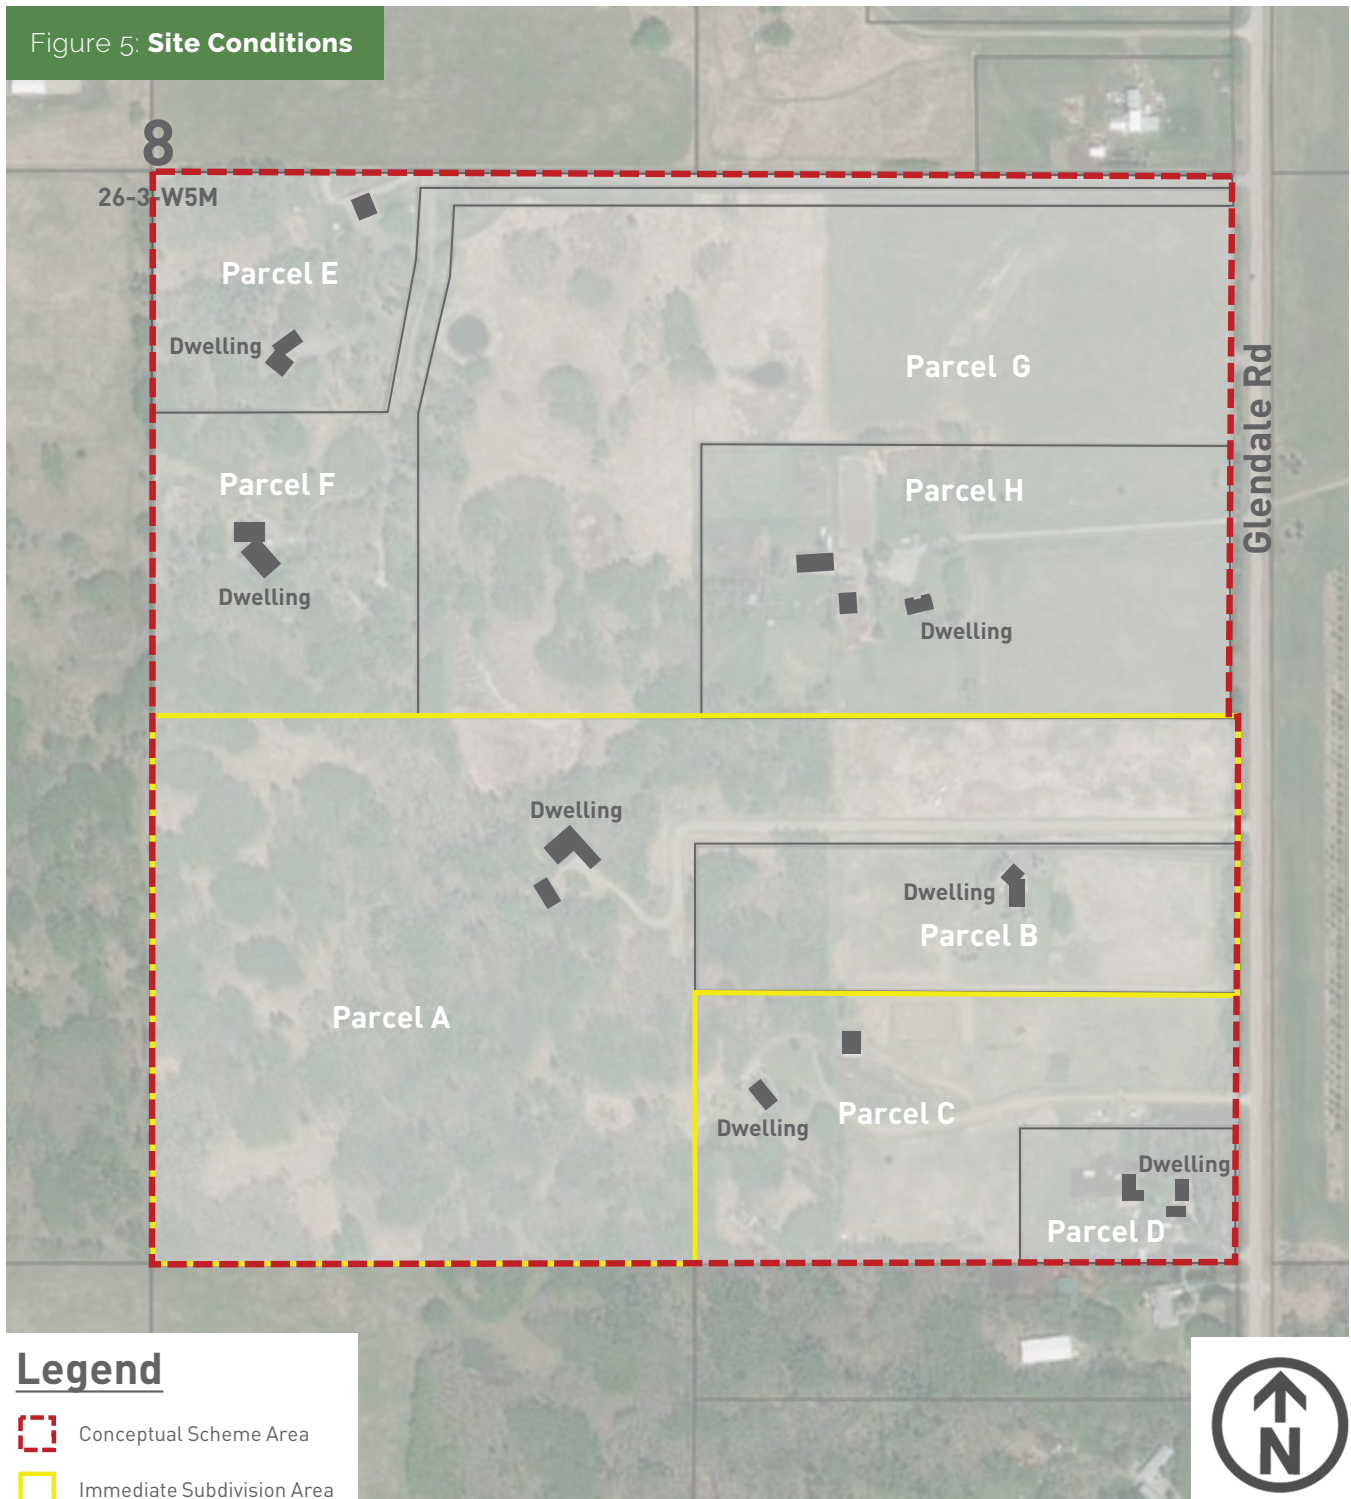 Figure 5: Site Conditions
8
26-3-W5M
Parcel E
Dwelling
Parcel G
Glendale Rd
Parcel F
Parcel H
Dwelling
Dwelling
Dwelling
Dwelling
Parcel B
Parcel A
Parcel C
Dwelling
Dwelling
Parcel D
Legend
Conceptual Scheme Area
Immediate Subdivision Area
N